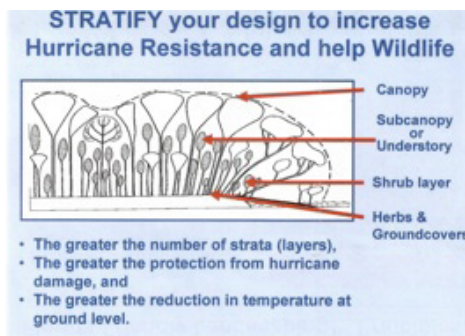 STRATIFY your design to increase
Hurricane Resistance and help Wildlife
Canopy
Subcanopy
or
Understory
Shrub layer
Herbs &
Groundcovers
• The greater the number of strata (layers),
• The greater the protection from hurricane
damage, and
• The greater the reduction in temperature at
ground level.